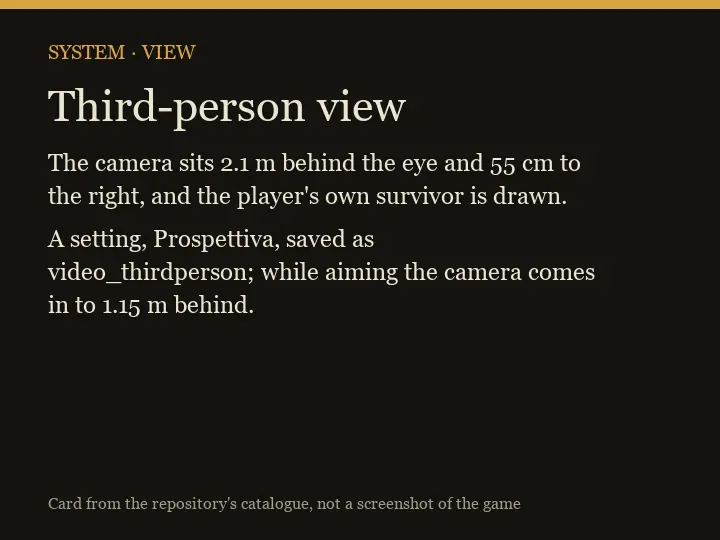 SYSTEM · VIEW
Third-person view
The camera sits 2.1 m behind the eye and 55 cm to
the right, and the player's own survivor is drawn.
A setting, Prospettiva, saved as
video_thirdperson; while aiming the camera comes
in to 1.15 m behind.
Card from the repository's catalogue, not a screenshot of the game